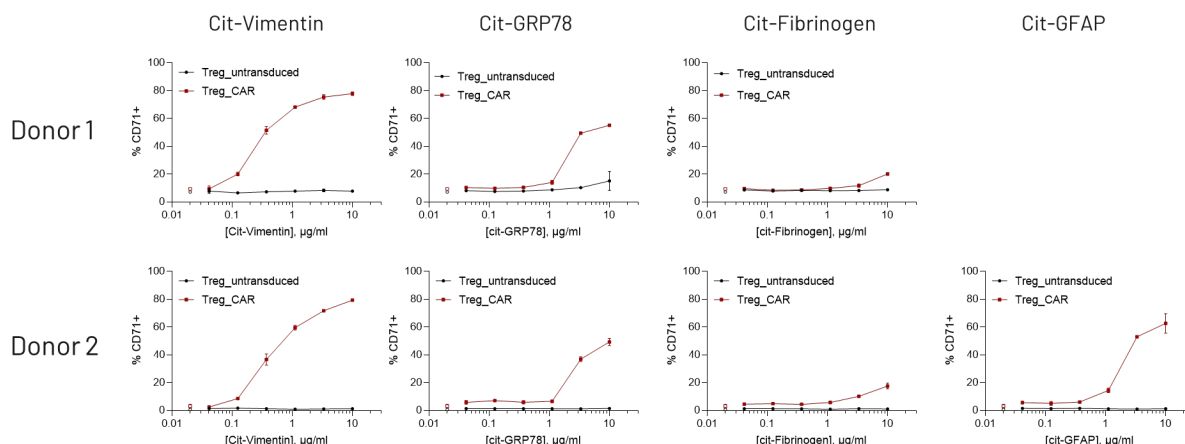 Cit-Vimentin Cit-GRP78 Cit-Fibrinogen Cit-GFAP
Donor 1
100
80
60
40
20
0
% CD71+
Treg_untransduced
Treg_CAR
0.01 0.1 1 10
[Cit-Vimentin], µg/ml
100
80
60
40
20
0
% CD71+
Treg_untransduced
Treg_CAR
0.01 0.1 1 10
[cit-GRP78], µg/ml
100
80
60
40
20
0
% CD71+
Treg_untransduced
Treg_CAR
0.01 0.1 1 10
[cit-Fibrinogen], µg/ml
Donor 2
100
80
60
40
20
0
% CD71+
Treg_untransduced
Treg_CAR
0.01 0.1 1 10
[Cit-Vimentin], µg/ml
100
80
60
40
20
0
% CD71+
Treg_untransduced
Treg_CAR
0.01 0.1 1 10
[cit-GRP78], µg/ml
100
80
60
40
20
0
% CD71+
Treg_untransduced
Treg_CAR
0.01 0.1 1 10
[cit-Fibrinogen], µg/ml
100
80
60
40
20
0
% CD71+
Treg_untransduced
Treg_CAR
0.01 0.1 1 10
[cit-GFAP], µg/ml